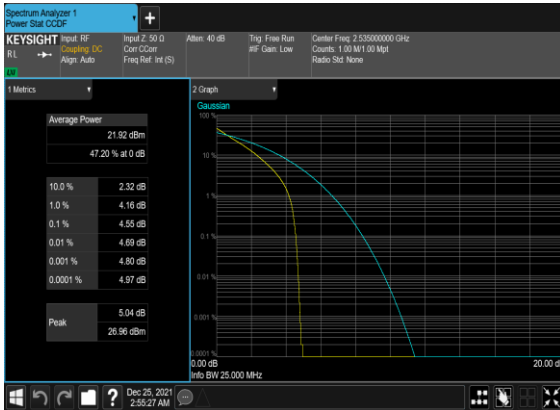 Spectrum Analyzer 1
Power Stat CCDF
+
KEYSIGHT
RL
Input: RF
Coupling: DC
Align: Auto
Input Z: 50 Ω
Corr CCorr
Freq Ref: Int (S)
Atten: 40 dB
Trig: Free Run
#IF Gain: Low
Center Freq: 2.535000000 GHz
Counts: 1.00 M/1.00 Mpt
Radio Std: None
1 Metrics
Average Power
21.92 dBm
47.20 % at 0 dB
10.0 % 2.32 dB
1.0 % 4.16 dB
0.1 % 4.55 dB
0.01 % 4.69 dB
0.001 % 4.80 dB
0.0001 % 4.97 dB
Peak
5.04 dB
26.96 dBm
2 Graph
Gaussian
100 %
10 %
1 %
0.1 %
0.01 %
0.001 %
0.0001 %
0.00 dB 20.00 d
Info BW 25.000 MHz
?
Dec 25, 2021
2:55:27 AM